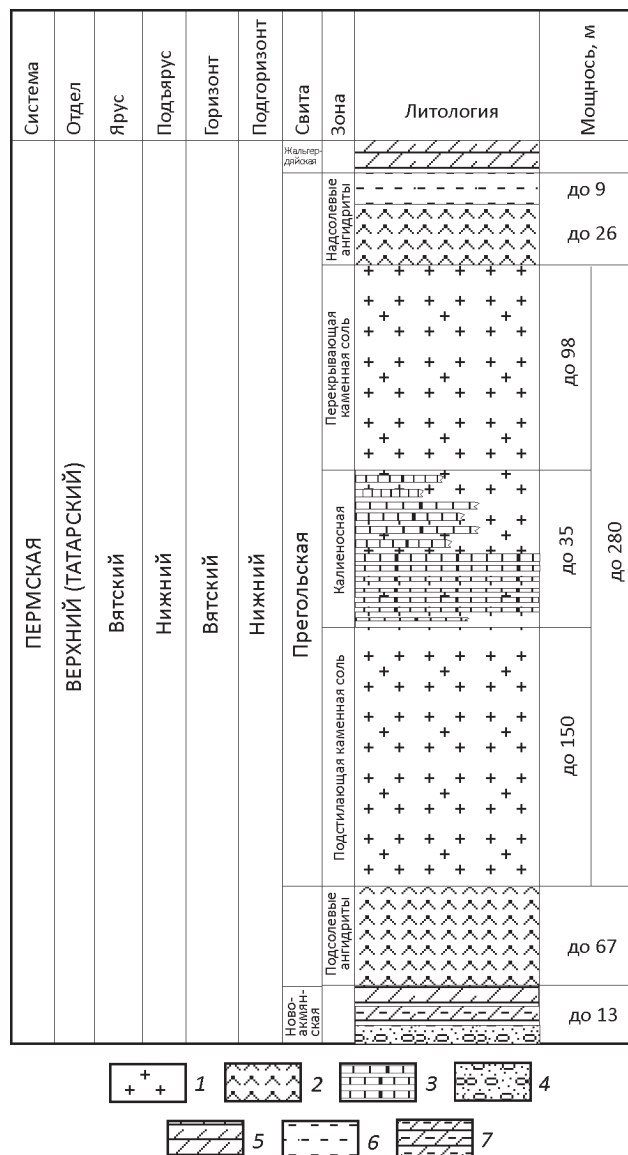 Система
Отдел
Ярус
Подъярус
Горизонт
Подгоризонт
Свита
Зона
Литология
Мощнось, м
ПЕРМСКАЯ
ВЕРХНИЙ (ТАТАРСКИЙ)
Вятский
Нижний
Вятский
Нижний
Жальгер-
дяйская
Прегольская
Ново-
акмян-
ская
Надсолевые
ангидриты
Перекрывающая
каменная соль
Калиеносная
Подстилающая каменная соль
Подсолевые
ангидриты
до 9
до 26
до 98
до 35
до 150
до 280
до 67
до 13
1
2
3
4
5
6
7